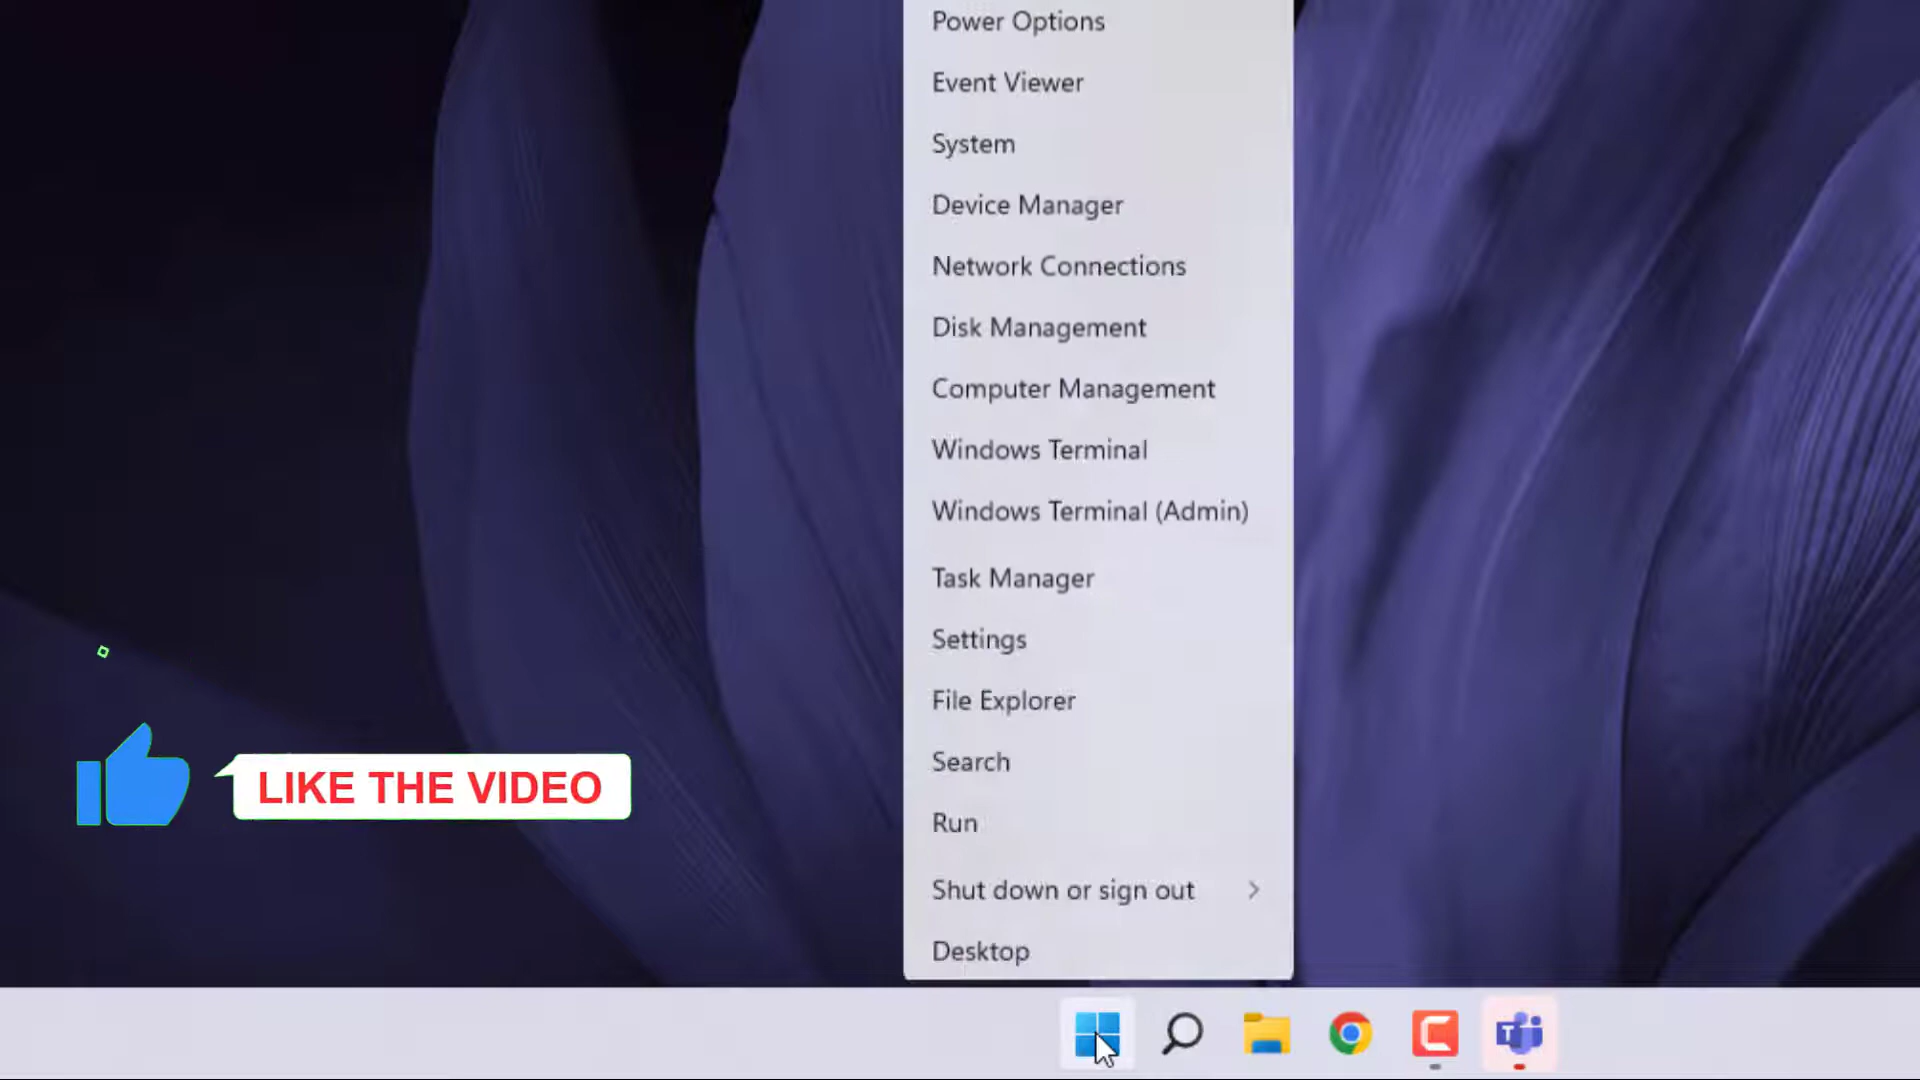 Power Options
Event Viewer
System
Device Manager
Network Connections
Disk Management
Computer Management
Windows Terminal
Windows Terminal (Admin)
Task Manager
Settings
File Explorer
Search
Run
Shut down or sign out
Desktop
LIKE THE VIDEO
T